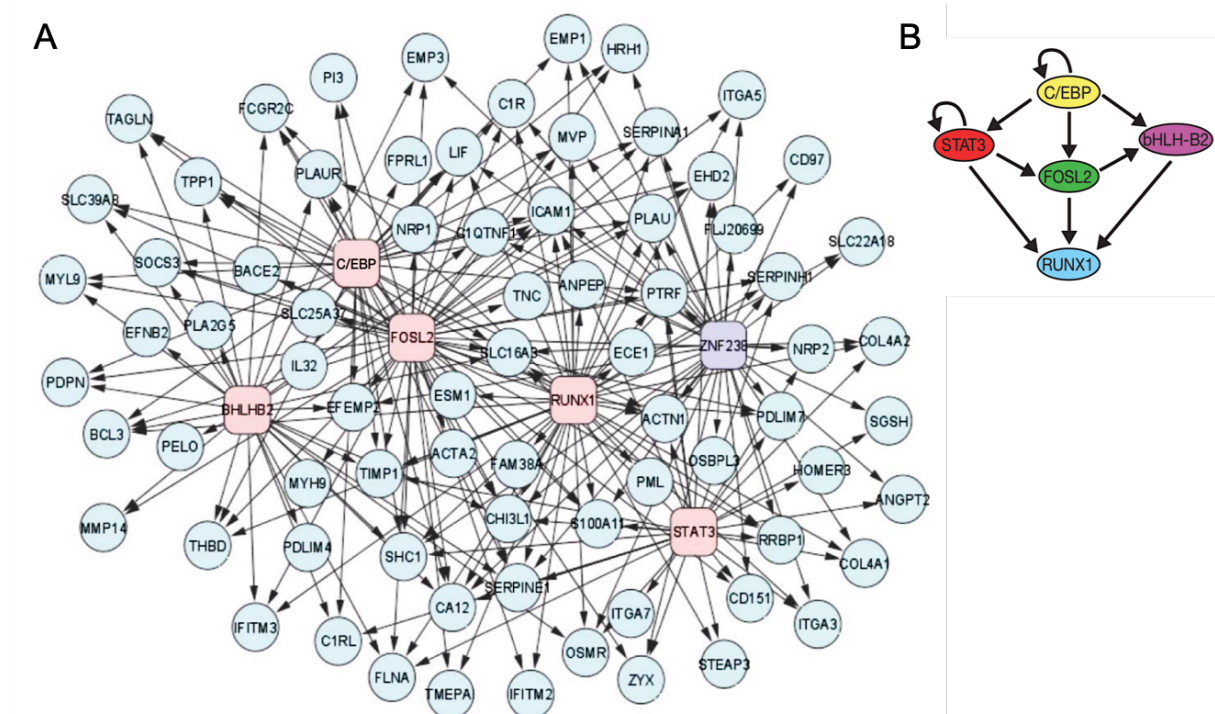 A
B
EMP1
HRH1
EMP3
PI3
ITGA5
FCGR2C
C1R
TAGLN
MVP
SERPINA1
CD97
LIF
FPRL1
PLAUR
EHD2
TPP1
SLC39A8
ICAM1
PLAU
NRP1
C1QTNF1
FLJ20699
SLC22A18
SOCS3
C/EBP
BACE2
MYL9
SERPINH1
ANPEP
PTRF
TNC
SLC25A37
EFNB2
PLA2G5
FOSL2
ZNF238
NRP2
COL4A2
SLC16A3
ECE1
IL32
PDPN
ESM1
RUNX1
BHLHB2
EFEMP2
ACTN1
PDLIM7
SGSH
BCL3
PELO
ACTA2
FAM38A
OSBPL3
HOMER3
TIMP1
MYH9
PML
ANGPT2
MMP14
CHI3L1
S100A11
STAT3
THBD
PDLIM4
SHC1
RRBP1
COL4A1
SERPINE1
CD151
CA12
ITGA7
ITGA3
IFITM3
C1RL
OSMR
STEAP3
FLNA
ZYX
TMEPA
IFITM2
C/EBP
STAT3
bHLH-B2
FOSL2
RUNX1